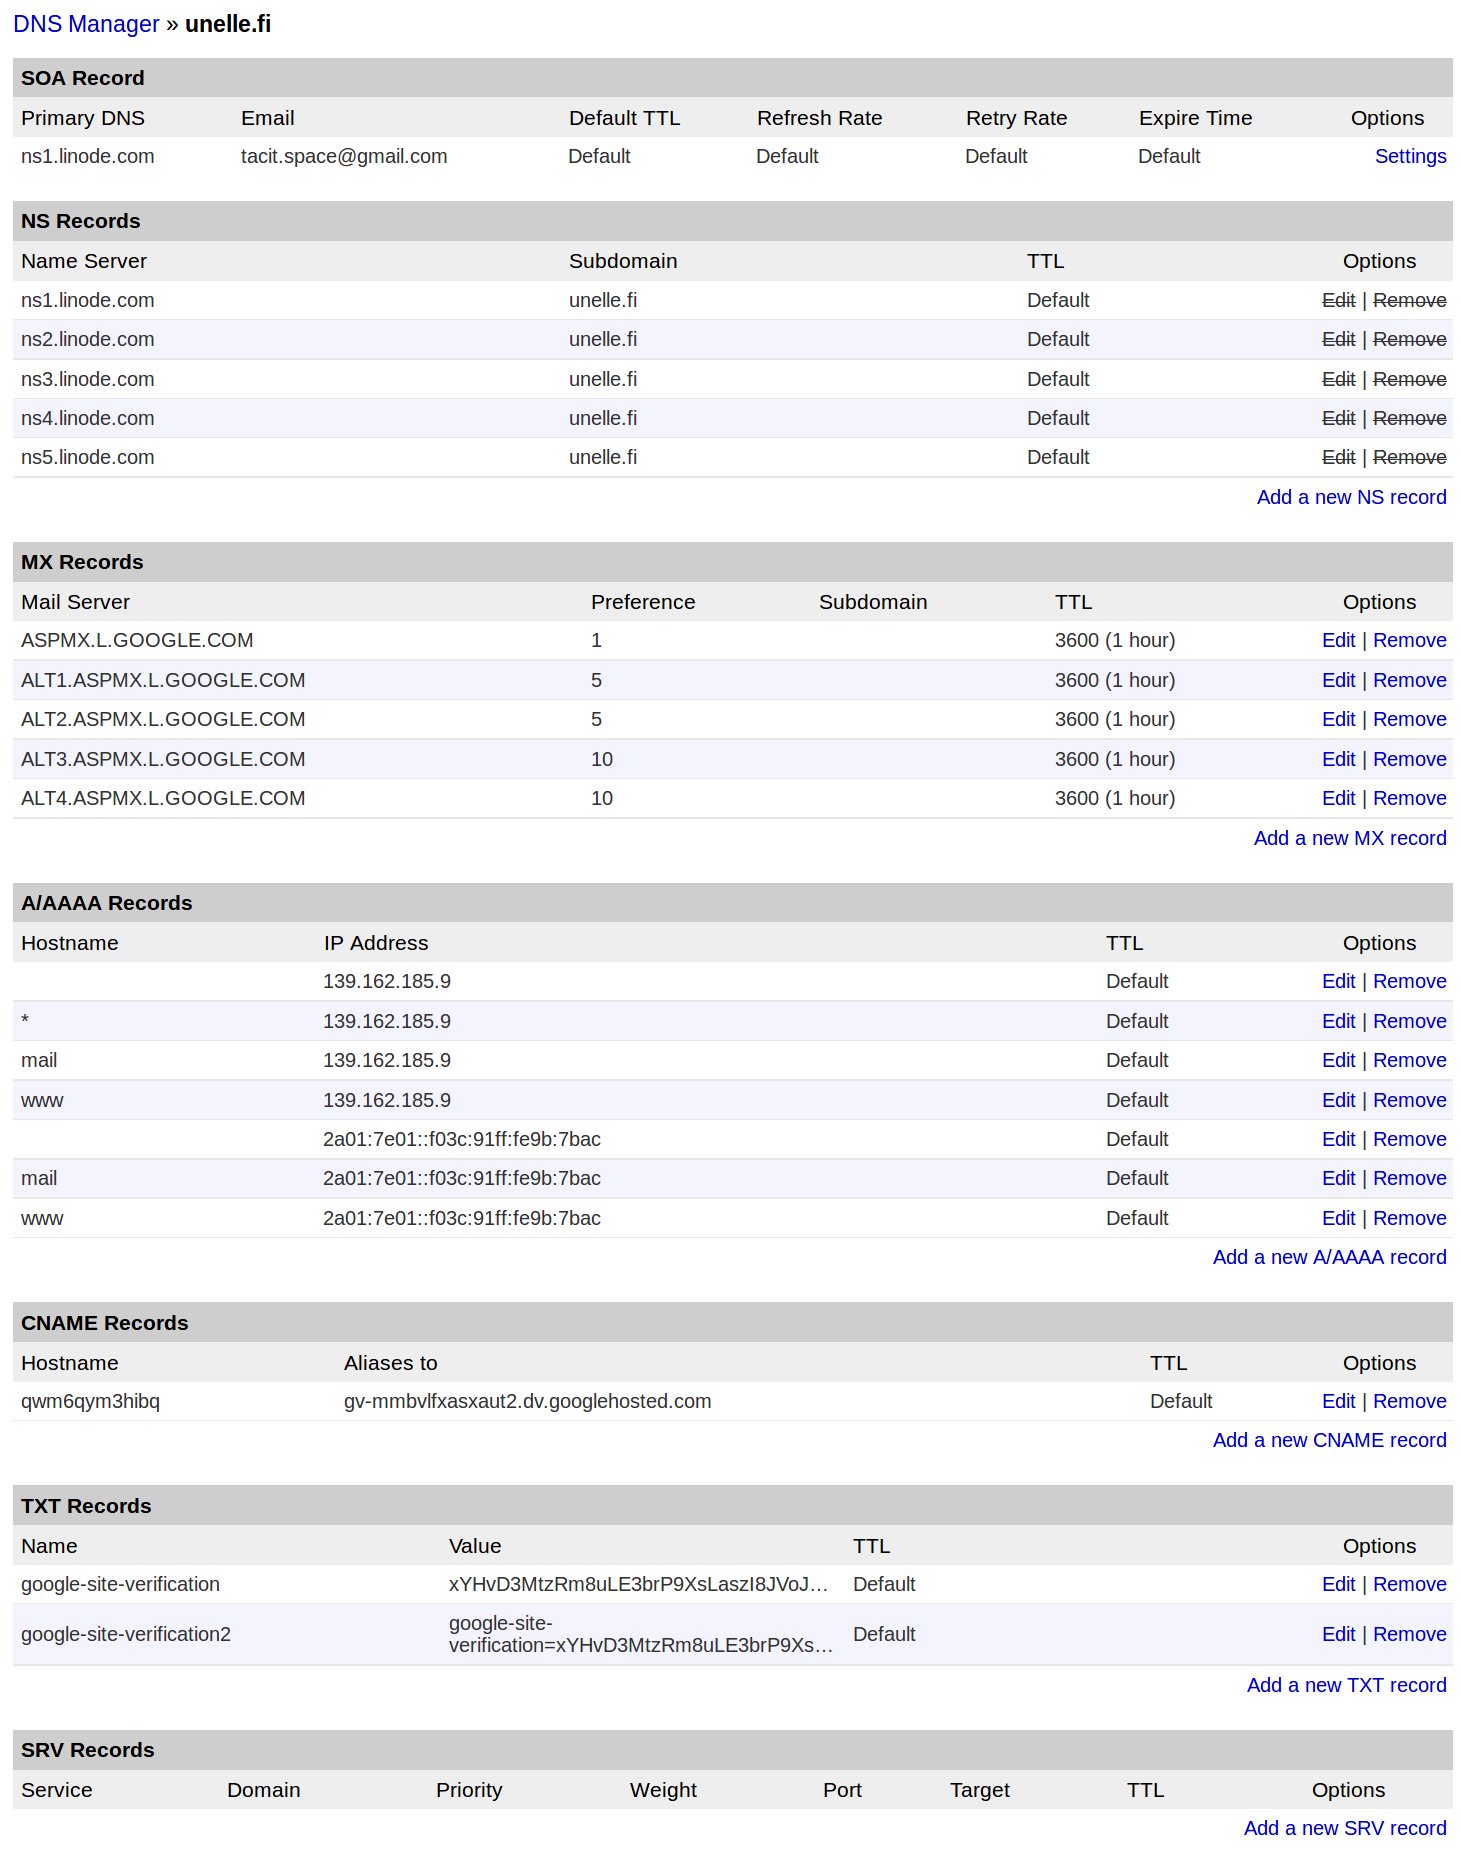 DNS Manager » unelle.fi
SOA Record
Primary DNS Email Default TTL Refresh Rate Retry Rate Expire Time Options
ns1.linode.com tacit.space@gmail.com Default Default Default Default Settings
NS Records
Name Server Subdomain TTL Options
ns1.linode.com unelle.fi Default Edit | Remove
ns2.linode.com unelle.fi Default Edit | Remove
ns3.linode.com unelle.fi Default Edit | Remove
ns4.linode.com unelle.fi Default Edit | Remove
ns5.linode.com unelle.fi Default Edit | Remove
Add a new NS record
MX Records
Mail Server Preference Subdomain TTL Options
ASPMX.L.GOOGLE.COM 1 3600 (1 hour) Edit | Remove
ALT1.ASPMX.L.GOOGLE.COM 5 3600 (1 hour) Edit | Remove
ALT2.ASPMX.L.GOOGLE.COM 5 3600 (1 hour) Edit | Remove
ALT3.ASPMX.L.GOOGLE.COM 10 3600 (1 hour) Edit | Remove
ALT4.ASPMX.L.GOOGLE.COM 10 3600 (1 hour) Edit | Remove
Add a new MX record
A/AAAA Records
Hostname IP Address TTL Options
139.162.185.9 Default Edit | Remove
* 139.162.185.9 Default Edit | Remove
mail 139.162.185.9 Default Edit | Remove
www 139.162.185.9 Default Edit | Remove
2a01:7e01::f03c:91ff:fe9b:7bac Default Edit | Remove
mail 2a01:7e01::f03c:91ff:fe9b:7bac Default Edit | Remove
www 2a01:7e01::f03c:91ff:fe9b:7bac Default Edit | Remove
Add a new A/AAAA record
CNAME Records
Hostname Aliases to TTL Options
qwm6qym3hibq gv-mmbvlfxasxaut2.dv.googlehosted.com Default Edit | Remove
Add a new CNAME record
TXT Records
Name Value TTL Options
google-site-verification xYHvD3MtzRm8uLE3brP9XsLaszI8JVoJ… Default Edit | Remove
google-site-
google-site-verification2 verification=xYHvD3MtzRm8uLE3brP9Xs… Default Edit | Remove
Add a new TXT record
SRV Records
Service Domain Priority Weight Port Target TTL Options
Add a new SRV record